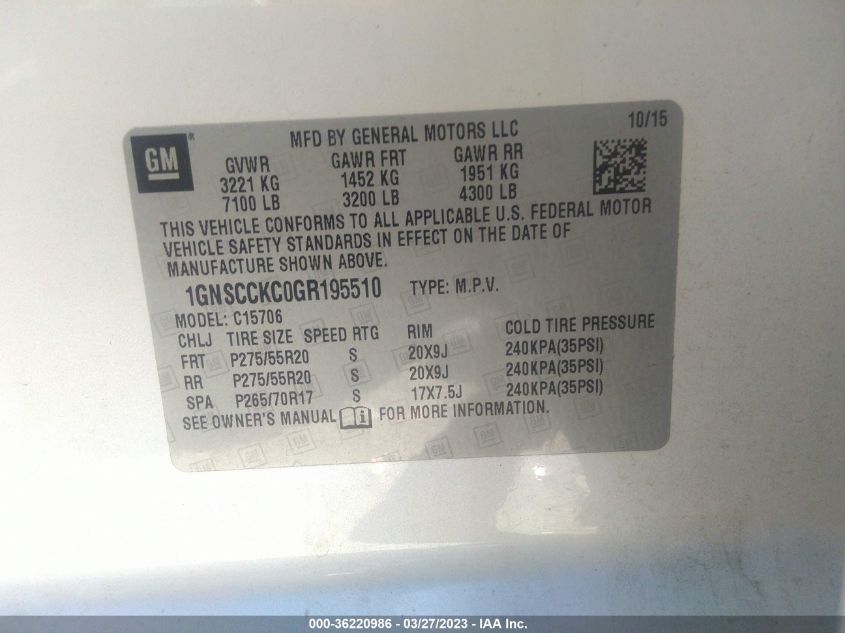 GM ®
MFD BY GENERAL MOTORS LLC
10/15
GVWR GAWR FRT GAWR RR
3221 KG 1452 KG 1951 KG
7100 LB 3200 LB 4300 LB
THIS VEHICLE CONFORMS TO ALL APPLICABLE U.S. FEDERAL MOTOR
VEHICLE SAFETY STANDARDS IN EFFECT ON THE DATE OF
MANUFACTURE SHOWN ABOVE.
1GNSCCKC0GR195510 TYPE: M.P.V.
MODEL: C15706
CHLJ TIRE SIZE SPEED RTG RIM COLD TIRE PRESSURE
FRT P275/55R20 S 20X9J 240KPA(35PSI)
RR P275/55R20 S 20X9J 240KPA(35PSI)
SPA P265/70R17 S 17X7.5J 240KPA(35PSI)
SEE OWNER'S MANUAL FOR MORE INFORMATION.
000-36220986 - 03/27/2023 - IAA Inc.